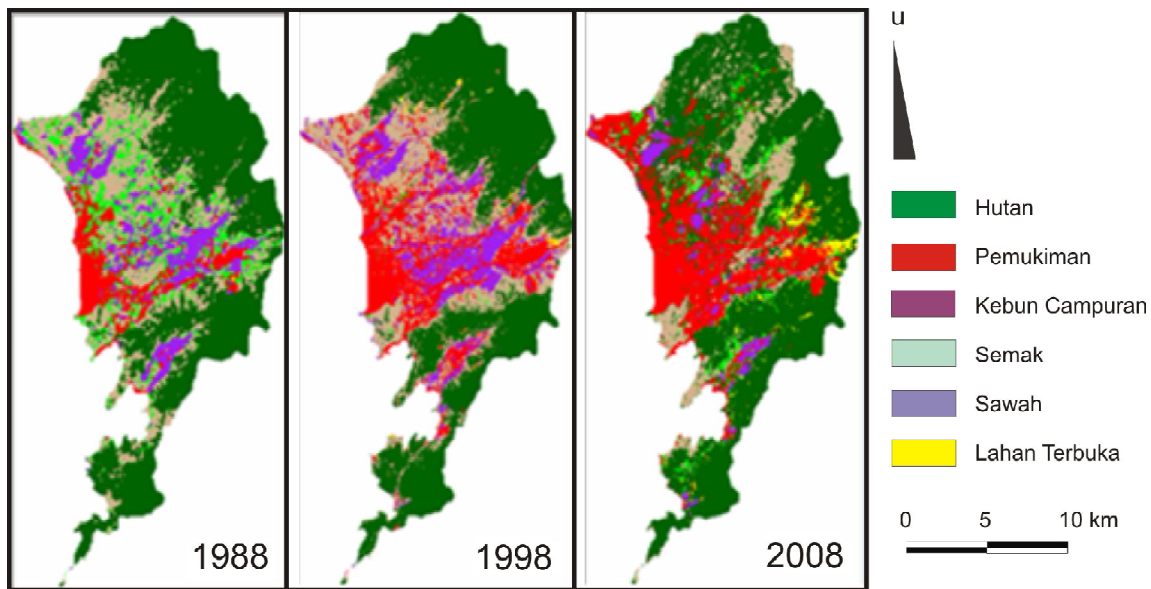 1988
1998
2008
u
Hutan
Pemukiman
Kebun Campuran
Semak
Sawah
Lahan Terbuka
0 5 10 km